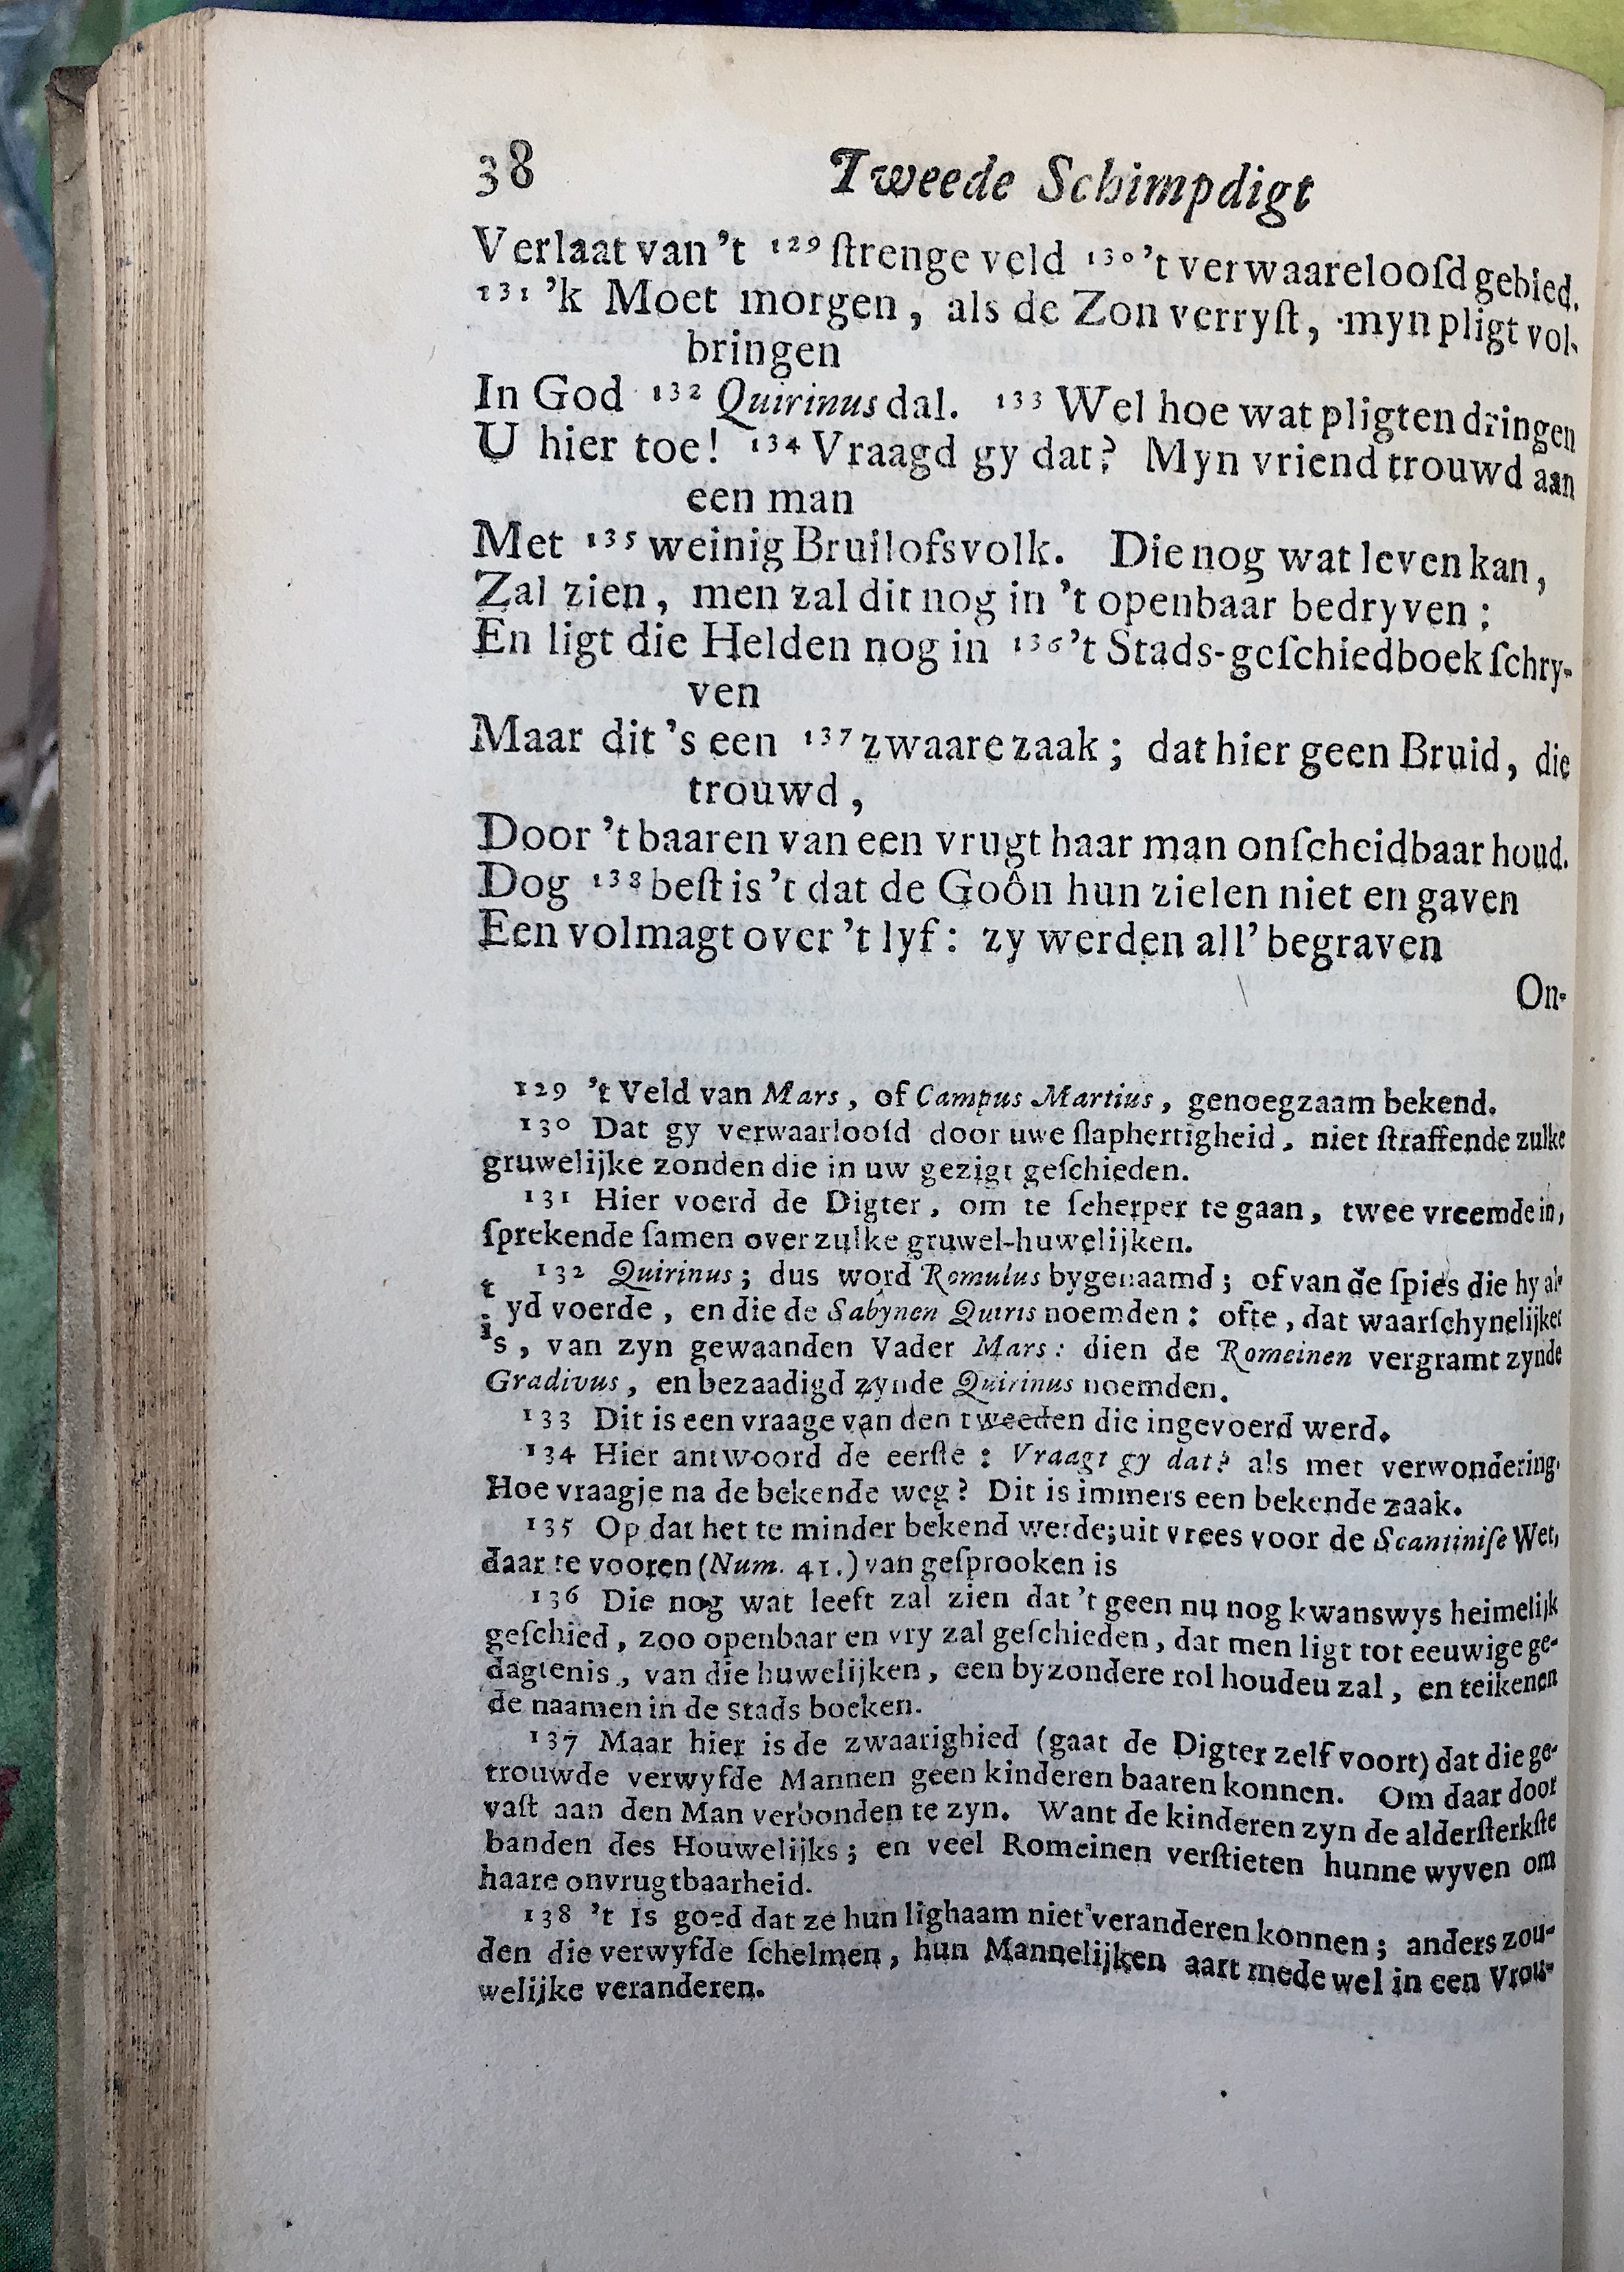 38 Tweede Schimpdigt
Verlaat van 't ¹²⁹ ſtrenge veld ¹³⁰ 't verwaarelooſd gebied.
¹³¹ 'k Moet morgen, als de Zon verryſt, myn pligt vol-
bringen
In God ¹³² Quirinus dal. ¹³³ Wel hoe wat pligten dringen
U hier toe! ¹³⁴ Vraagd gy dat? Myn vriend trouwd aan
een man
Met ¹³⁵ weinig Bruilofsvolk. Die nog wat leven kan,
Zal zien, men zal dit nog in 't openbaar bedryven;
En ligt die Helden nog in ¹³⁶ 't Stads-geſchiedboek ſchry-
ven
Maar dit 's een ¹³⁷ zwaare zaak; dat hier geen Bruid, die
trouwd,
Door 't baaren van een vrugt haar man onſcheidbaar houd.
Dog ¹³⁸ beſt is 't dat de Goôn hun zielen niet en gaven
Een volmagt over 't lyf: zy werden all' begraven
On-
129 't Veld van Mars, of Campus Martius, genoegzaam bekend.
130 Dat gy verwaarlooſd door uwe ſlaphertigheid, niet ſtraffende zulke
gruwelijke zonden die in uw gezigt geſchieden.
131 Hier voerd de Digter, om te ſcherper te gaan, twee vreemde in,
ſprekende ſamen over zulke gruwel-huwelijken.
132 Quirinus; dus word Romulus bygenaamd; of van de ſpies die hy al-
tyd voerde, en die de Sabynen Quiris noemden: ofte, dat waarſchynelijker
is, van zyn gewaanden Vader Mars: dien de Romeinen vergramt zynde
Gradivus, en bezaadigd zynde Quirinus noemden.
133 Dit is een vraage van den tweeden die ingevoerd werd.
134 Hier antwoord de eerſte: Vraagt gy dat? als met verwondering.
Hoe vraagje na de bekende weg? Dit is immers een bekende zaak.
135 Op dat het te minder bekend werde; uit vrees voor de Scantiniſe Wet,
daar te vooren (Num. 41.) van geſprooken is
136 Die nog wat leeft zal zien dat 't geen nu nog kwanswys heimelijk
geſchied, zoo openbaar en vry zal geſchieden, dat men ligt tot eeuwige ge-
dagtenis, van die huwelijken, een byzondere rol houden zal, en teikenen
de naamen in de stads boeken.
137 Maar hier is de zwaarighied (gaat de Digter zelf voort) dat die ge-
trouwde verwyfde Mannen geen kinderen baaren konnen. Om daar door
vaſt aan den Man verbonden te zyn. Want de kinderen zyn de alderſterkſte
banden des Houwelijks; en veel Romeinen verſtieten hunne wyven om
haare onvrugtbaarheid.
138 't Is goed dat ze hun lighaam niet veranderen konnen; anders zou-
den die verwyfde ſchelmen, hun Mannelijken aart mede wel in een Vrou-
welijke veranderen.